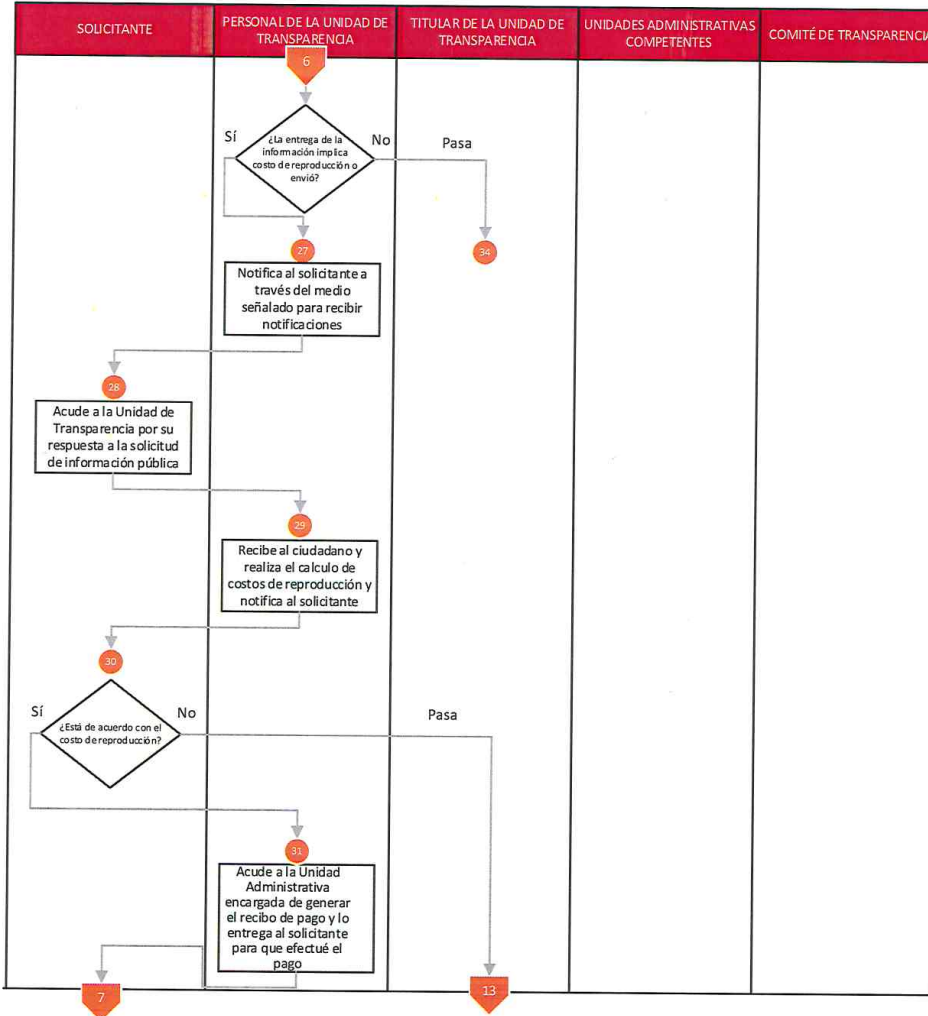 SOLICITANTE
PERSONAL DE LA UNIDAD DE
TRANSPARENCIA
TITULAR DE LA UNIDAD DE
TRANSPARENCIA
UNIDADES ADMINISTRATIVAS
COMPETENTES
COMITÉ DE TRANSPARENCIA
6
Sí
¿La entrega de la
información implica
costo de reproducción o
envió?
No
Pasa
27
34
Notifica al solicitante a
través del medio
señalado para recibir
notificaciones
28
Acude a la Unidad de
Transparencia por su
respuesta a la solicitud
de información pública
29
Recibe al ciudadano y
realiza el calculo de
costos de reproducción y
notifica al solicitante
30
Sí
¿Está de acuerdo con el
costo de reproducción?
No
Pasa
31
Acude a la Unidad
Administrativa
encargada de generar
el recibo de pago y lo
entrega al solicitante
para que efectué el
pago
7
13